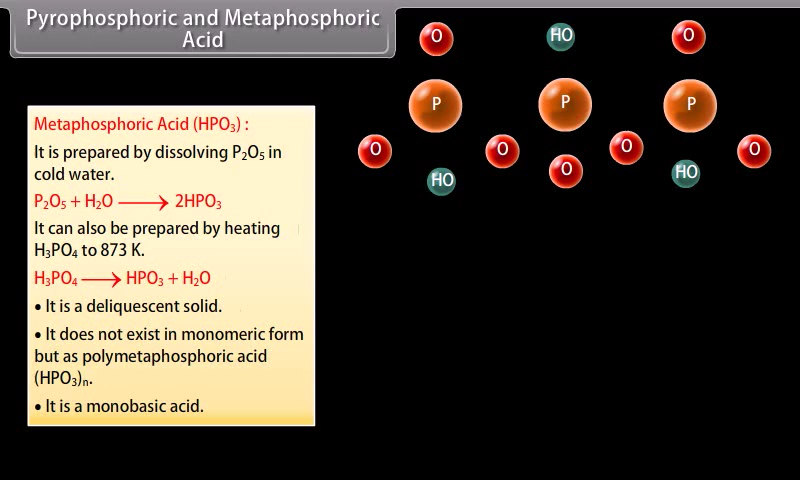 Pyrophosphoric and Metaphosphoric
Acid
O HO O
P P P
O O O O O
HO HO
Metaphosphoric Acid (HPO₃) :
It is prepared by dissolving P₂O₅ in
cold water.
P₂O₅ + H₂O ⟶ 2HPO₃
It can also be prepared by heating
H₃PO₄ to 873 K.
H₃PO₄ ⟶ HPO₃ + H₂O
• It is a deliquescent solid.
• It does not exist in monomeric form
but as polymetaphosphoric acid
(HPO₃)ₙ.
• It is a monobasic acid.